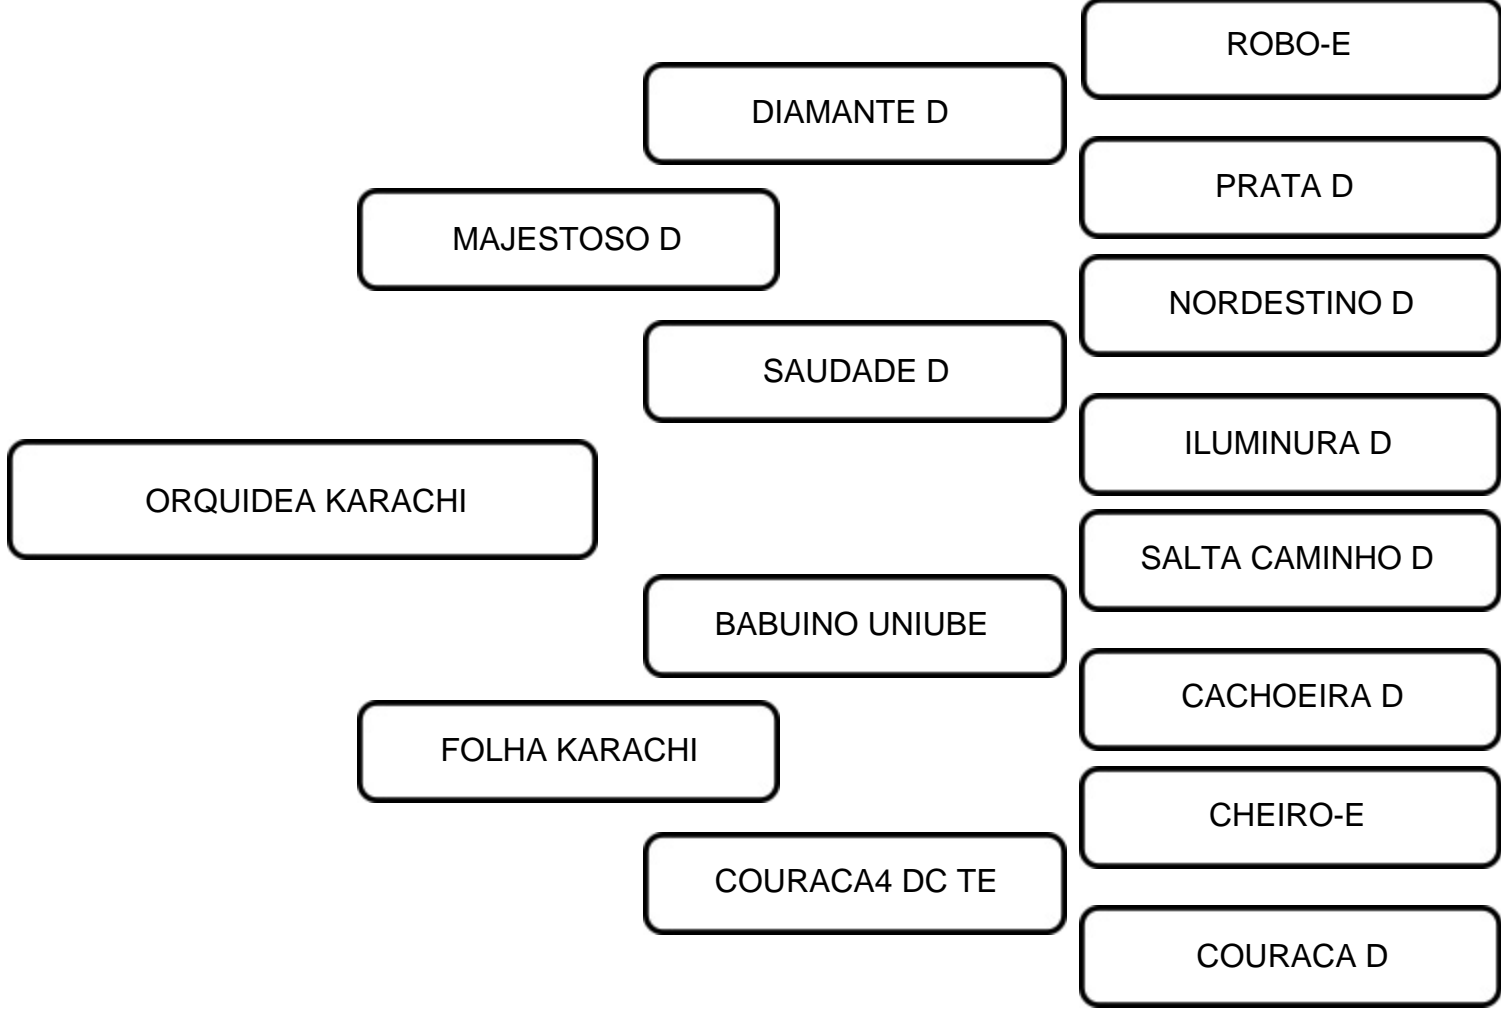 ROBO-E
DIAMANTE D
PRATA D
MAJESTOSO D
NORDESTINO D
SAUDADE D
ILUMINURA D
ORQUIDEA KARACHI
SALTA CAMINHO D
BABUINO UNIUBE
CACHOEIRA D
FOLHA KARACHI
CHEIRO-E
COURACA4 DC TE
COURACA D